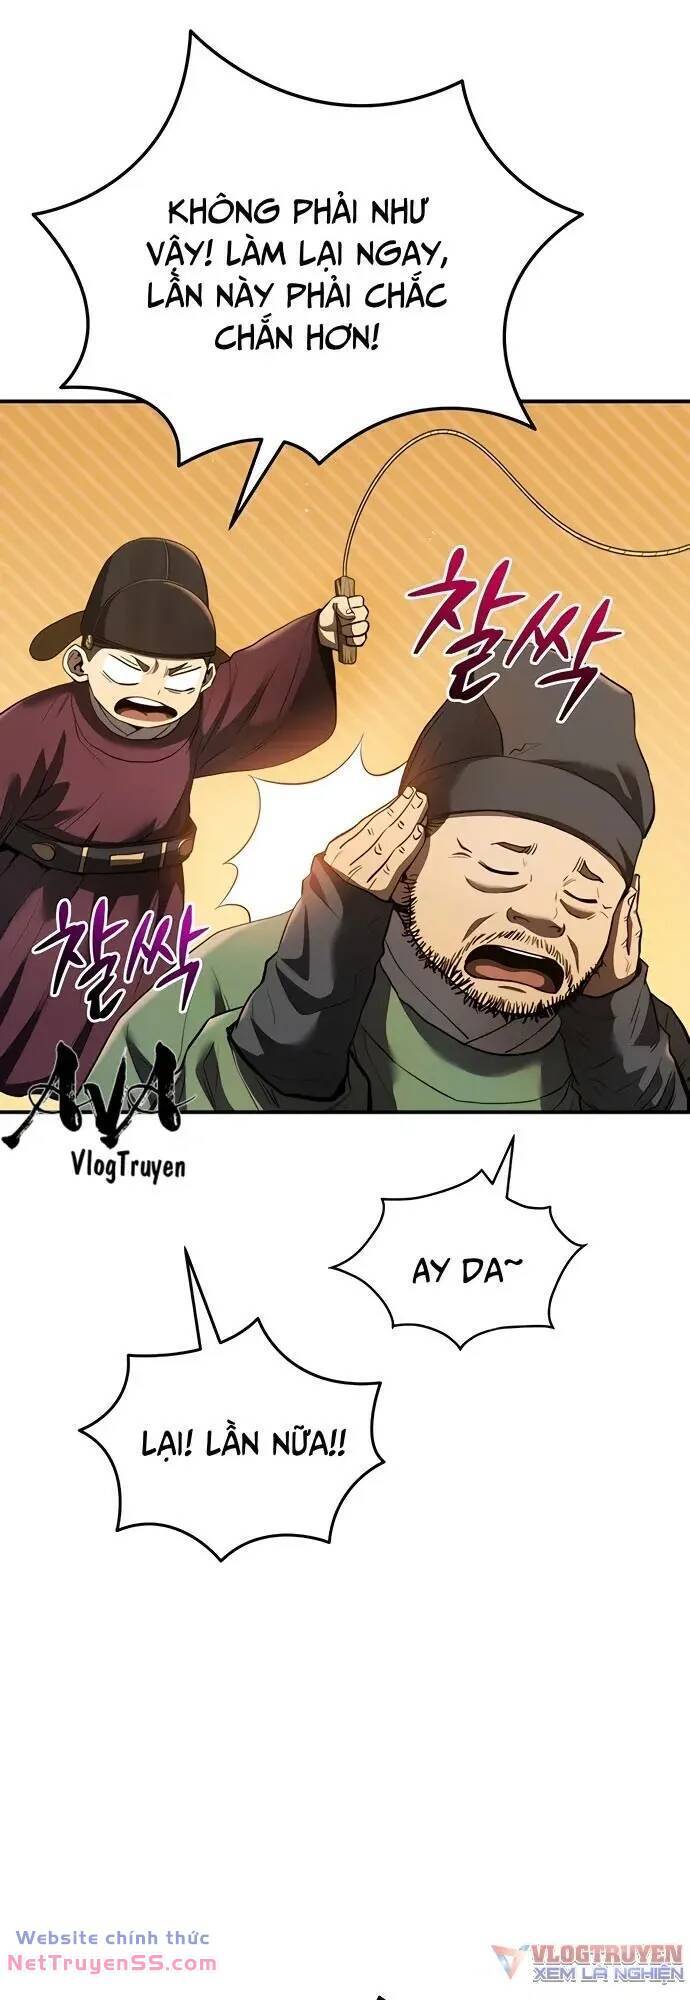 KHÔNG PHẢI NHƯ
VẬY! LÀM LẠI NGAY,
LẦN NÀY PHẢI CHẮC
CHẮN HƠN!
찰싹
찰싹
AVA
VlogTruyen
AY DA~
LẠI! LẦN NỮA!!
Website chính thức
NetTruyenSS.com
VLOGTRUYEN
XEM LÀ NGHIỆN